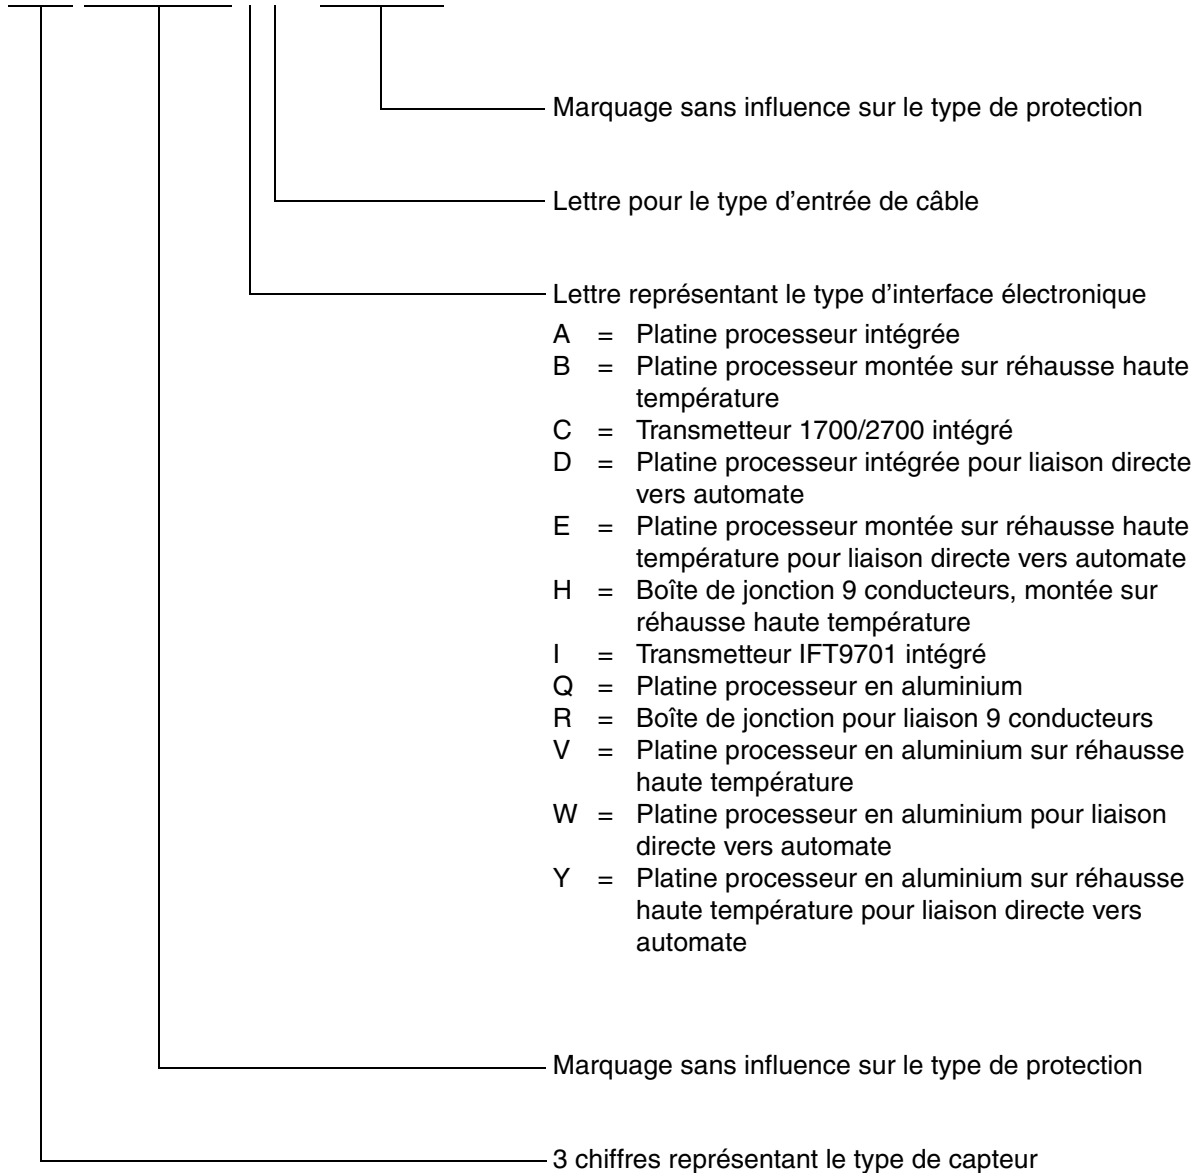 Marquage sans influence sur le type de protection
Lettre pour le type d'entrée de câble
Lettre représentant le type d'interface électronique
A = Platine processeur intégrée
B = Platine processeur montée sur réhausse haute
température
C = Transmetteur 1700/2700 intégré
D = Platine processeur intégrée pour liaison directe
vers automate
E = Platine processeur montée sur réhausse haute
température pour liaison directe vers automate
H = Boîte de jonction 9 conducteurs, montée sur
réhausse haute température
I = Transmetteur IFT9701 intégré
Q = Platine processeur en aluminium
R = Boîte de jonction pour liaison 9 conducteurs
V = Platine processeur en aluminium sur réhausse
haute température
W = Platine processeur en aluminium pour liaison
directe vers automate
Y = Platine processeur en aluminium sur réhausse
haute température pour liaison directe vers
automate
Marquage sans influence sur le type de protection
3 chiffres représentant le type de capteur